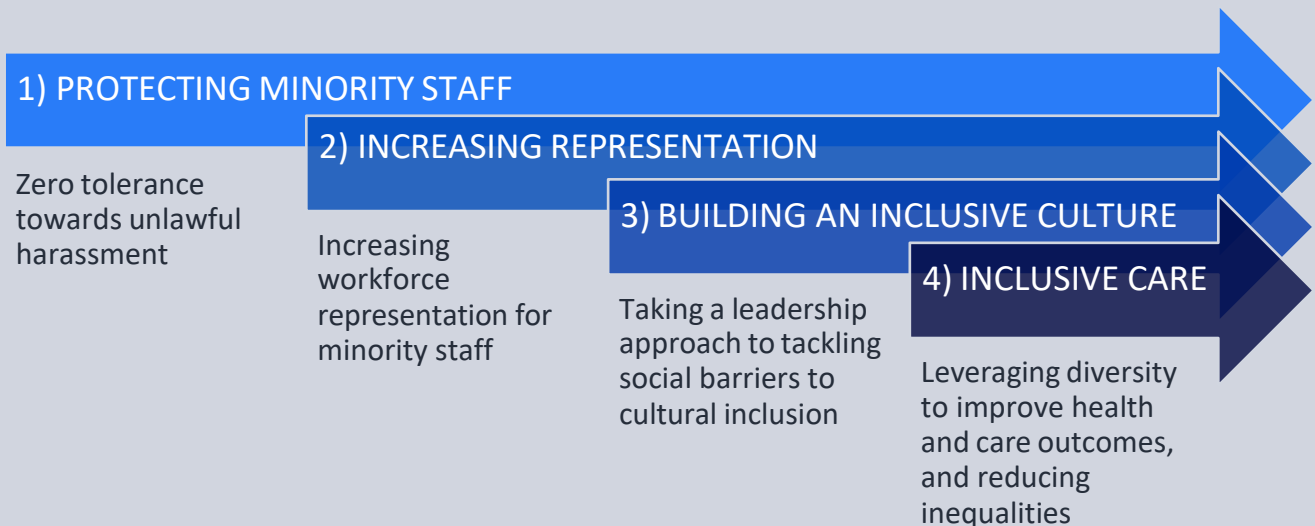 1) PROTECTING MINORITY STAFF
Zero tolerance
towards unlawful
harassment
2) INCREASING REPRESENTATION
Increasing
workforce
representation for
minority staff
3) BUILDING AN INCLUSIVE CULTURE
Taking a leadership
approach to tackling
social barriers to
cultural inclusion
4) INCLUSIVE CARE
Leveraging diversity
to improve health
and care outcomes,
and reducing
inequalities